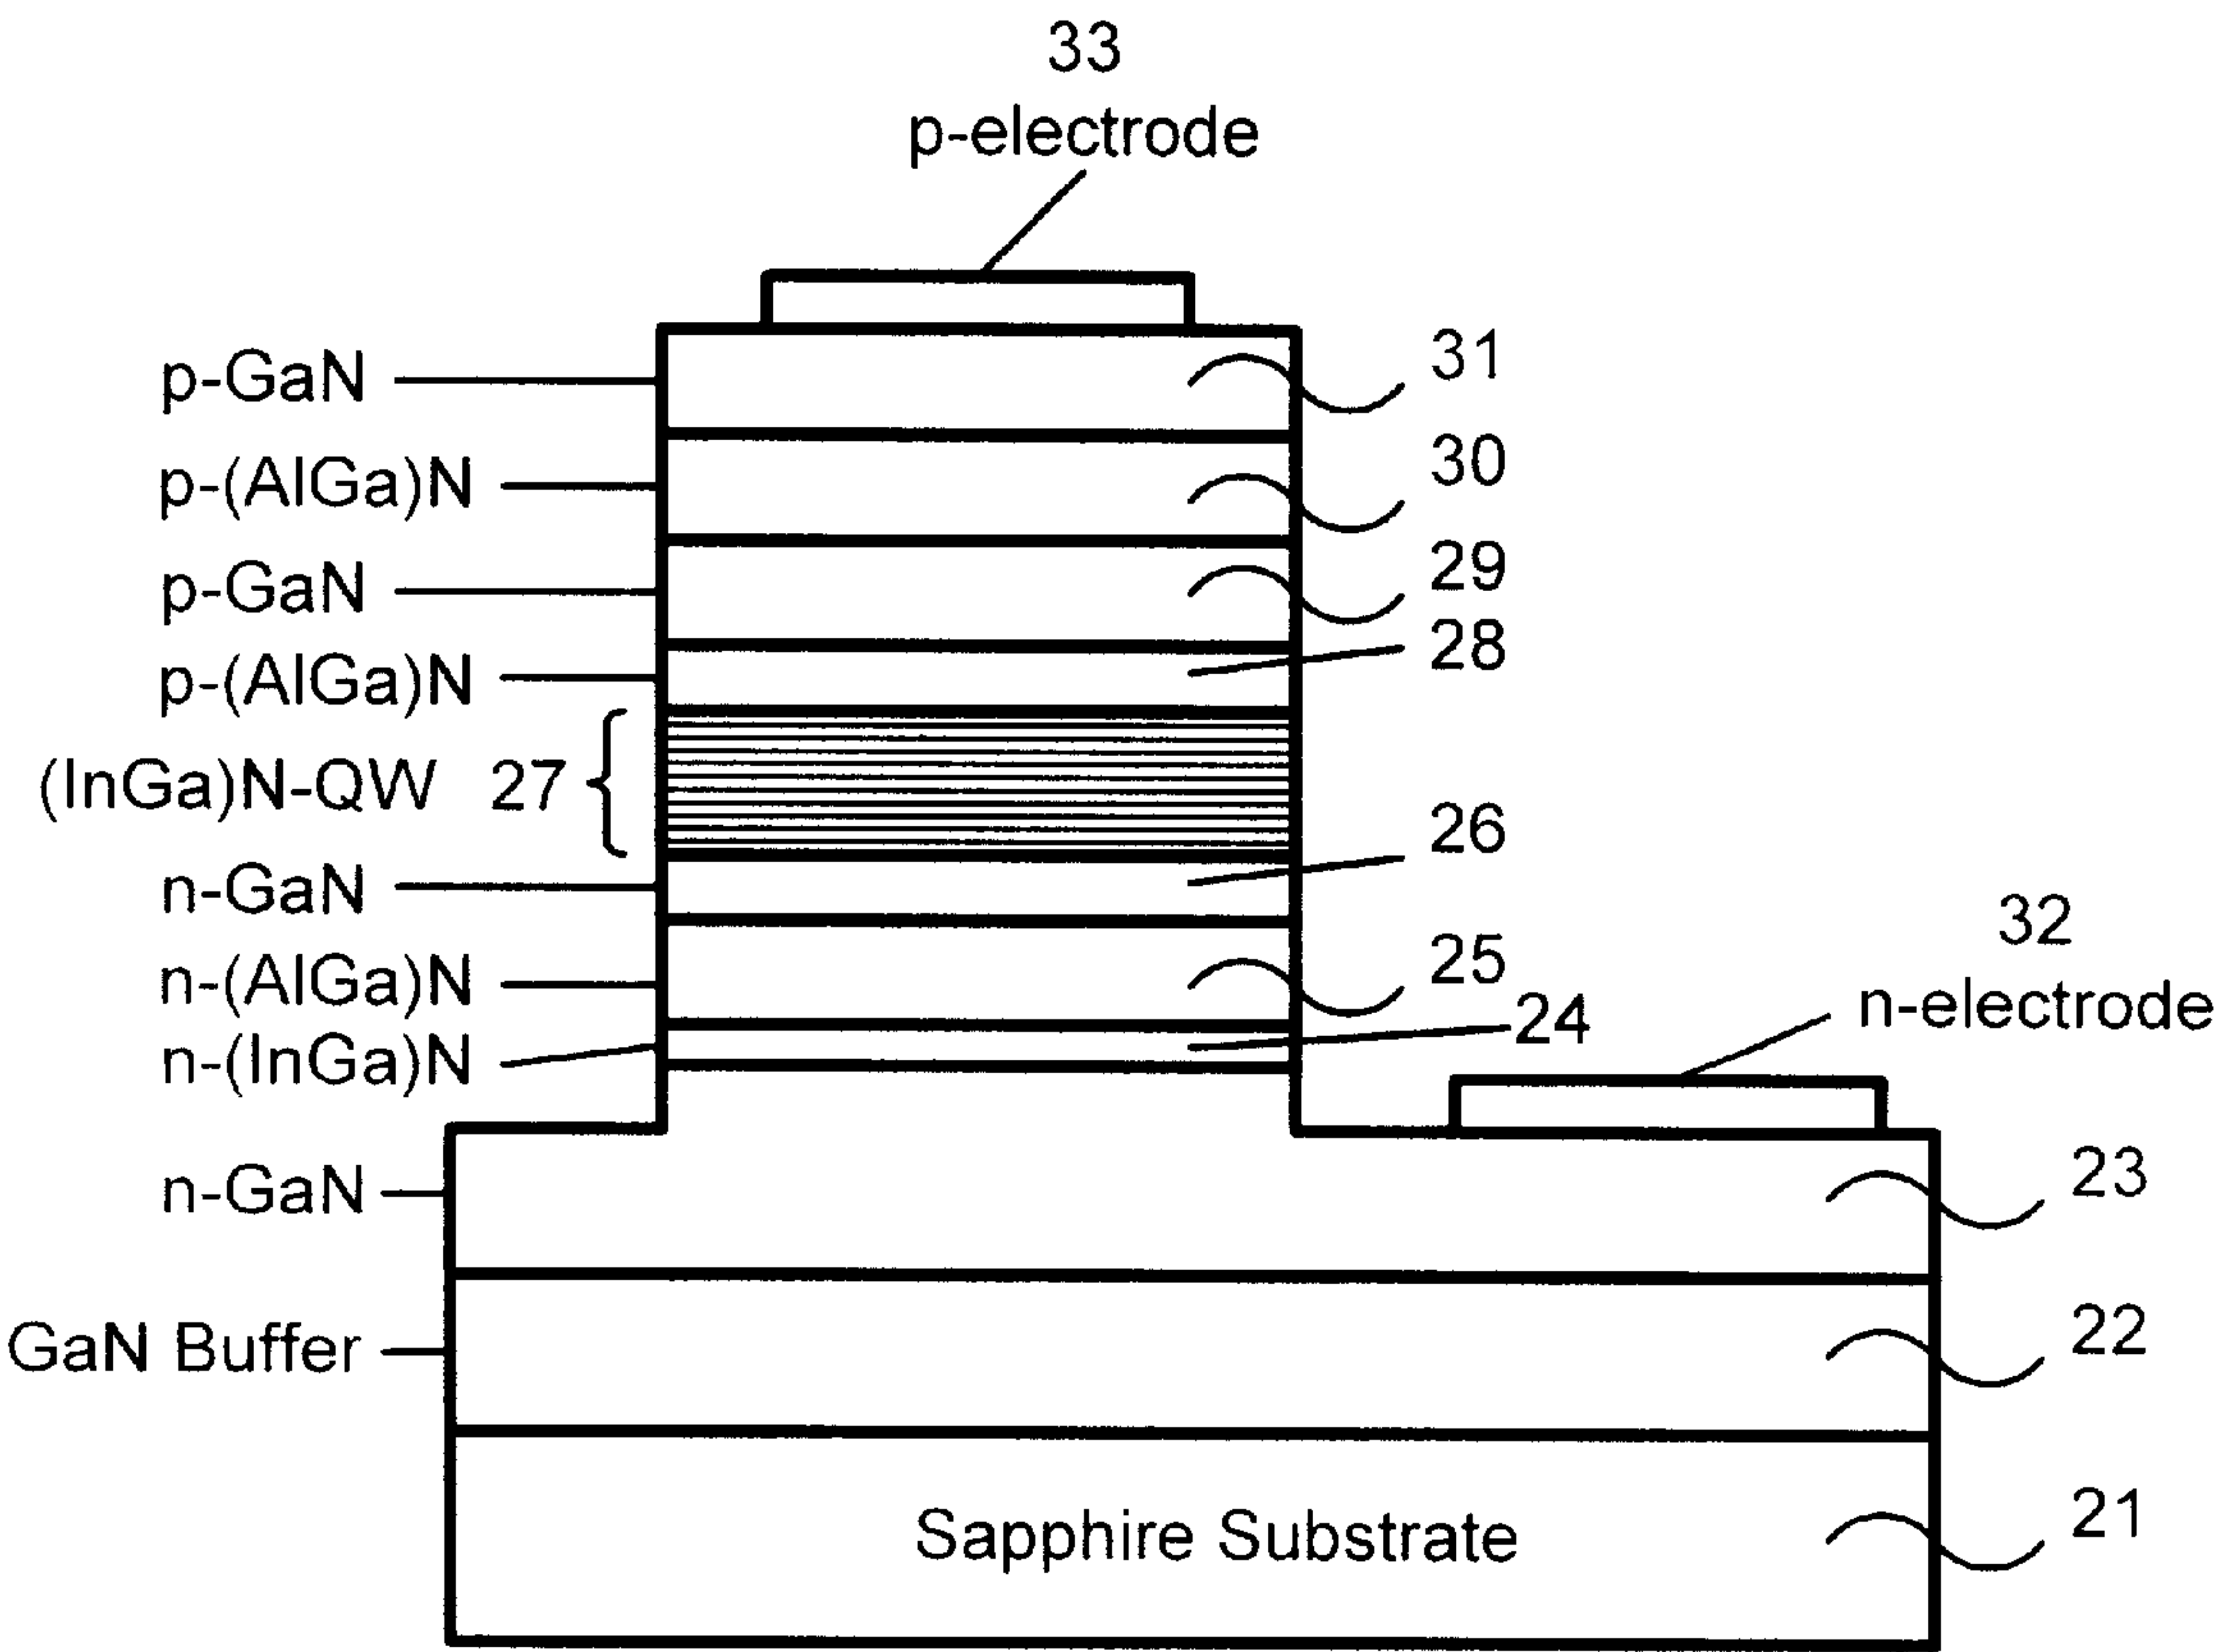 33
p-electrode
p-GaN 31
p-(AlGa)N 30
p-GaN 29
p-(AlGa)N 28
(InGa)N-QW 27
26
n-GaN
n-(AlGa)N 25
n-(InGa)N 24
32
n-electrode
n-GaN 23
GaN Buffer 22
Sapphire Substrate 21